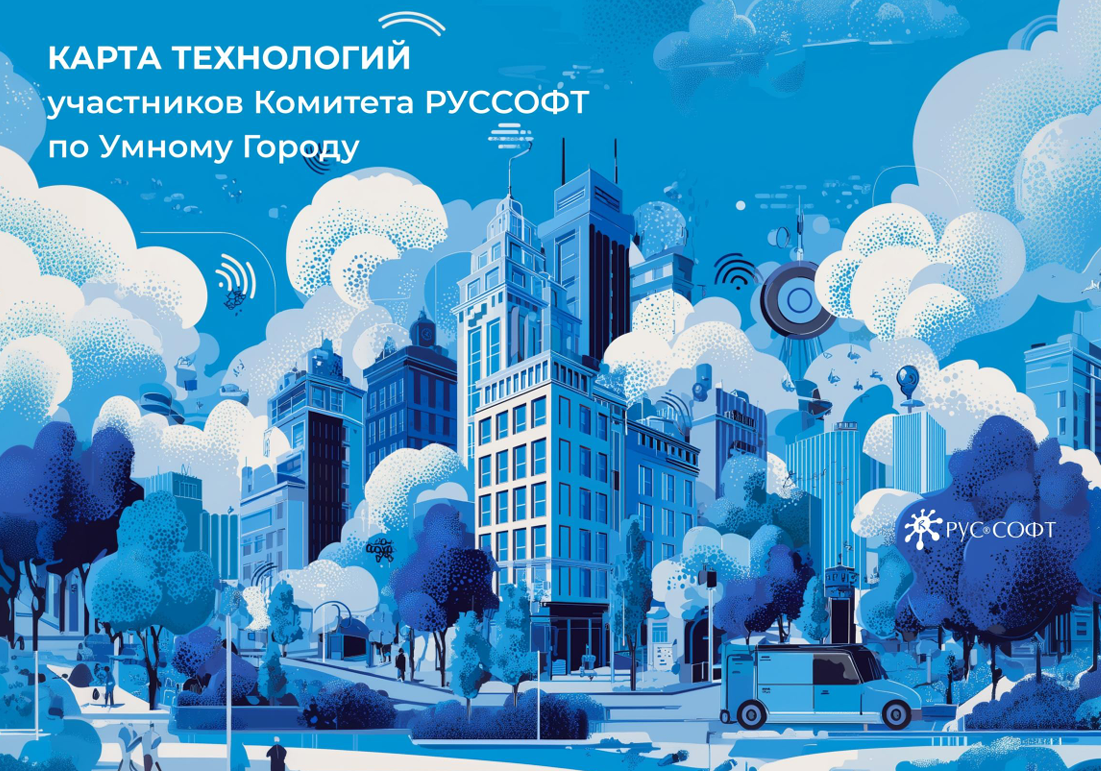 КАРТА ТЕХНОЛОГИЙ
участников Комитета РУССОФТ
по Умному Городу
РУС®СОФТ